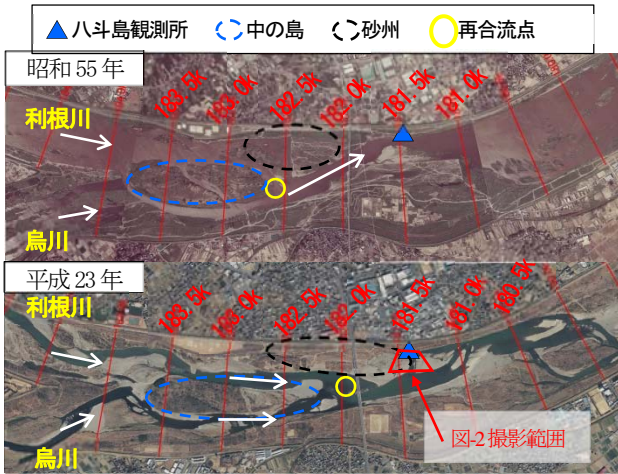 八斗島観測所 中の島 砂州 再合流点
昭和55年
利根川
烏川
183.5k 183.0k 182.5k 182.0k 181.5k 181.0k
平成23年
利根川
烏川
183.5k 183.0k 182.5k 182.0k 181.5k 181.0k 180.5k
図-2撮影範囲